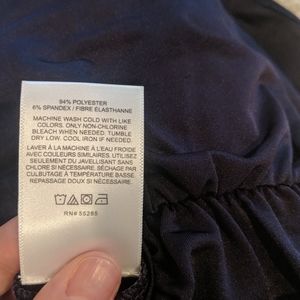 94% POLYESTER
6% SPANDEX / FIBRE ÉLASTHANNE
MACHINE WASH COLD WITH LIKE
COLORS. ONLY NON-CHLORINE
BLEACH WHEN NEEDED. TUMBLE
DRY LOW. COOL IRON IF NEEDED.
LAVER À LA MACHINE À L'EAU FROIDE
AVEC COULEURS SIMILAIRES. UTILISEZ
SEULEMENT DU JAVELLISANT SANS
CHLORE SI NÉCESSAIRE. SÉCHAGE PAR
CULBUTAGE À TEMPÉRATURE BASSE.
REPASSAGE DOUX SI NÉCESSAIRE.
RN# 55285